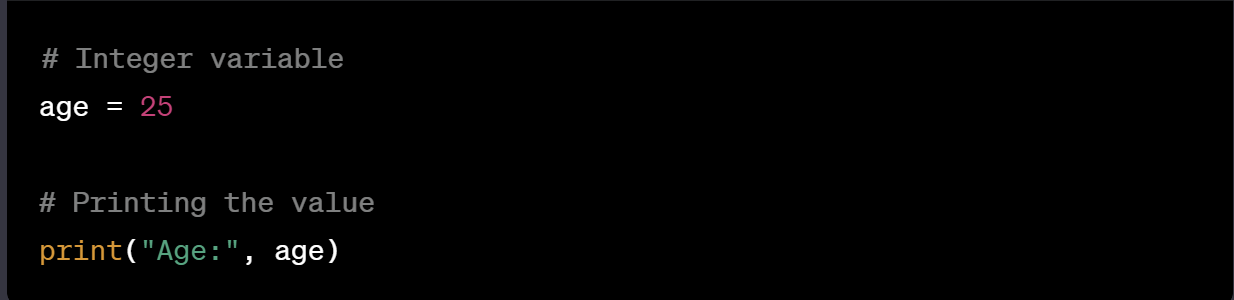 # Integer variable
age = 25
# Printing the value
print("Age:", age)